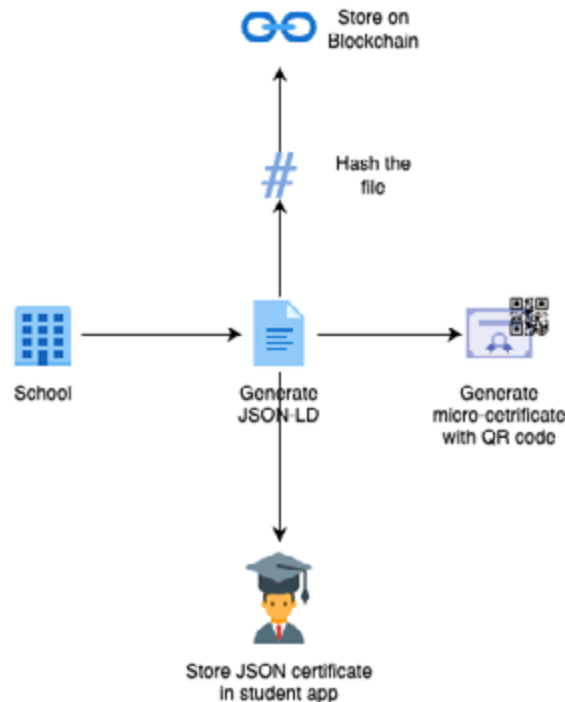 Store on
Blockchain
#
Hash the
file
School
Generate
JSON-LD
Generate
micro-cetrificate
with QR code
Store JSON certificate
in student app